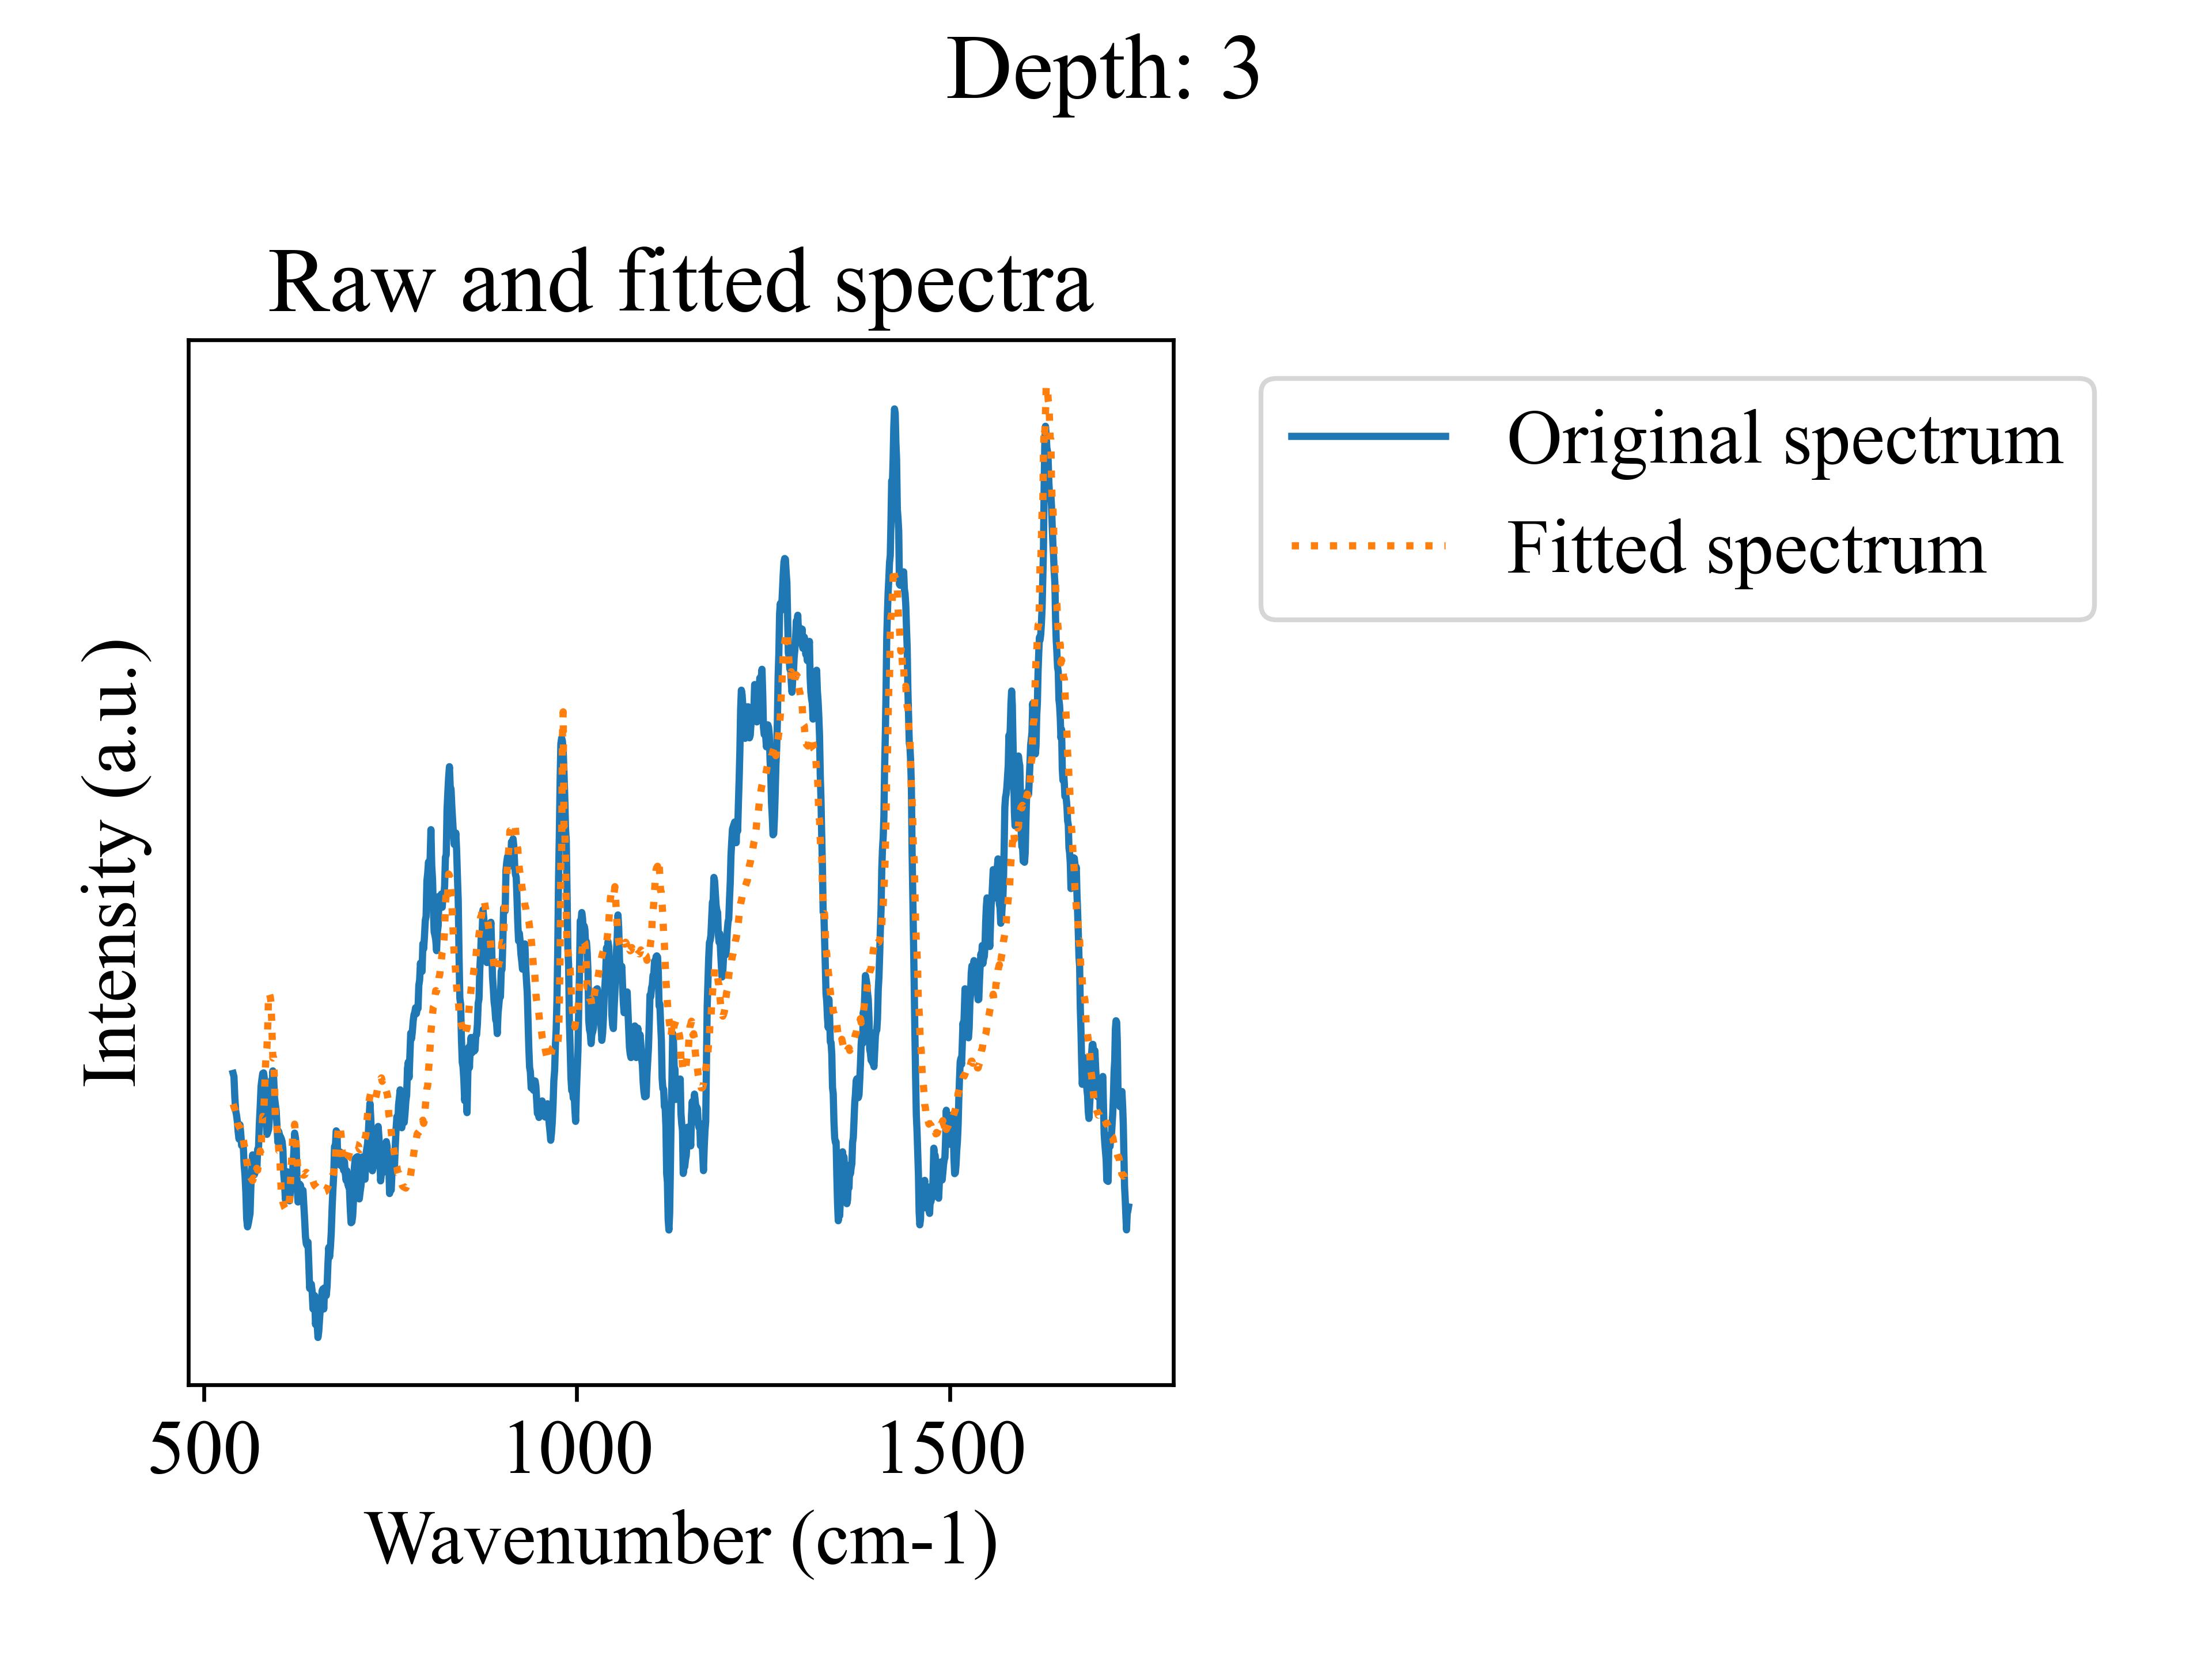 Depth: 3
Raw and fitted spectra
Original spectrum
Fitted spectrum
Intensity (a.u.)
500 1000 1500
Wavenumber (cm-1)